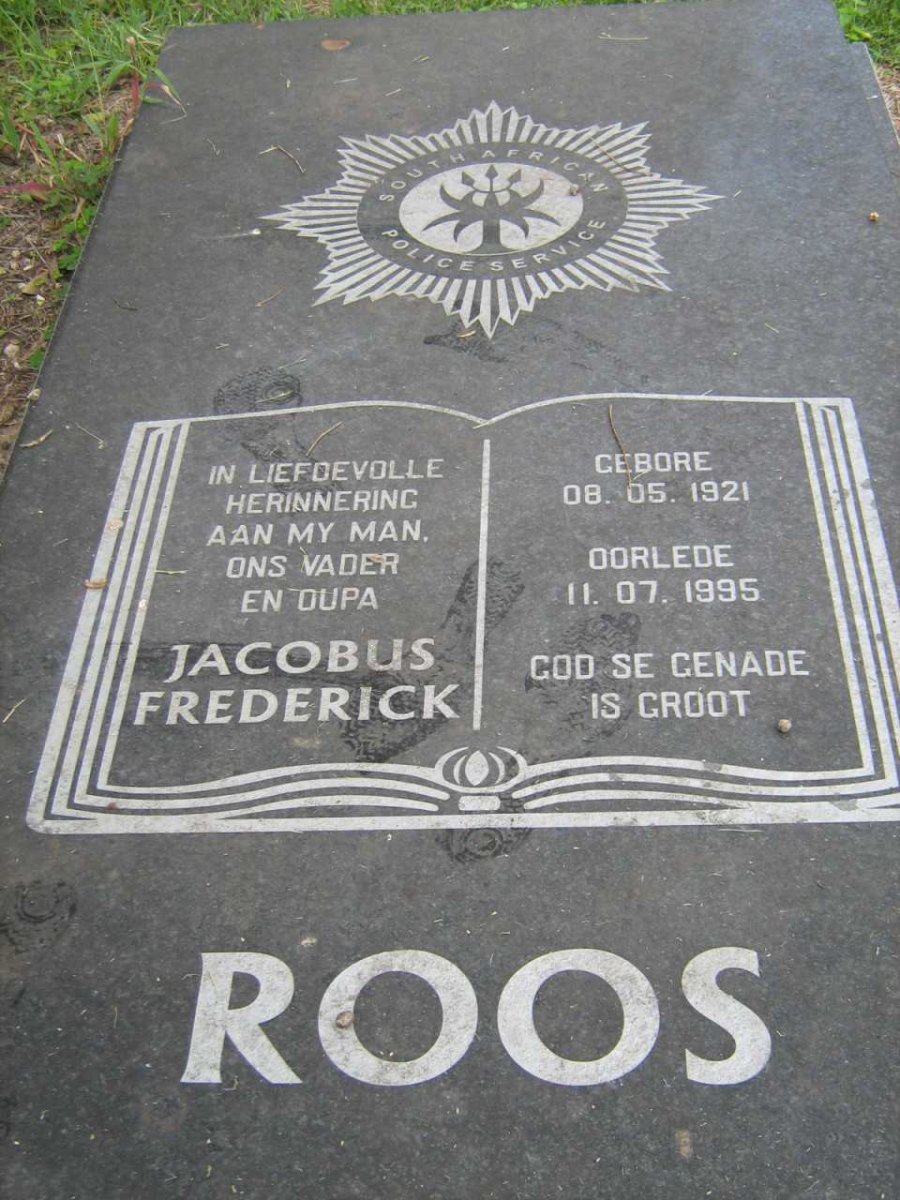 SOUTH AFRICAN
POLICE SERVICE
IN LIEFDEVOLLE
HERINNERING
AAN MY MAN,
ONS VADER
EN OUPA
JACOBUS
FREDERICK
GEBORE
08. 05. 1921
OORLEDE
11. 07. 1995
GOD SE GENADE
IS GROOT
ROOS